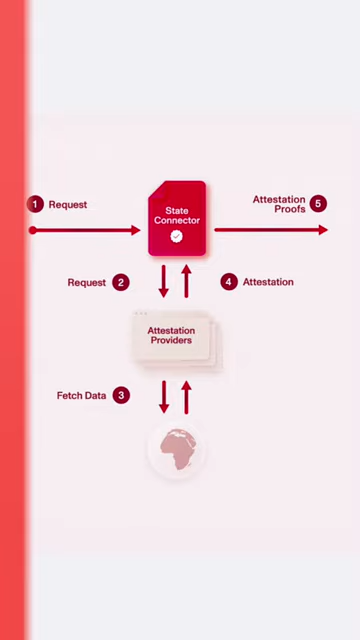 1 Request
State
Connector
Attestation
Proofs 5
Request 2
4 Attestation
Attestation
Providers
Fetch Data 3